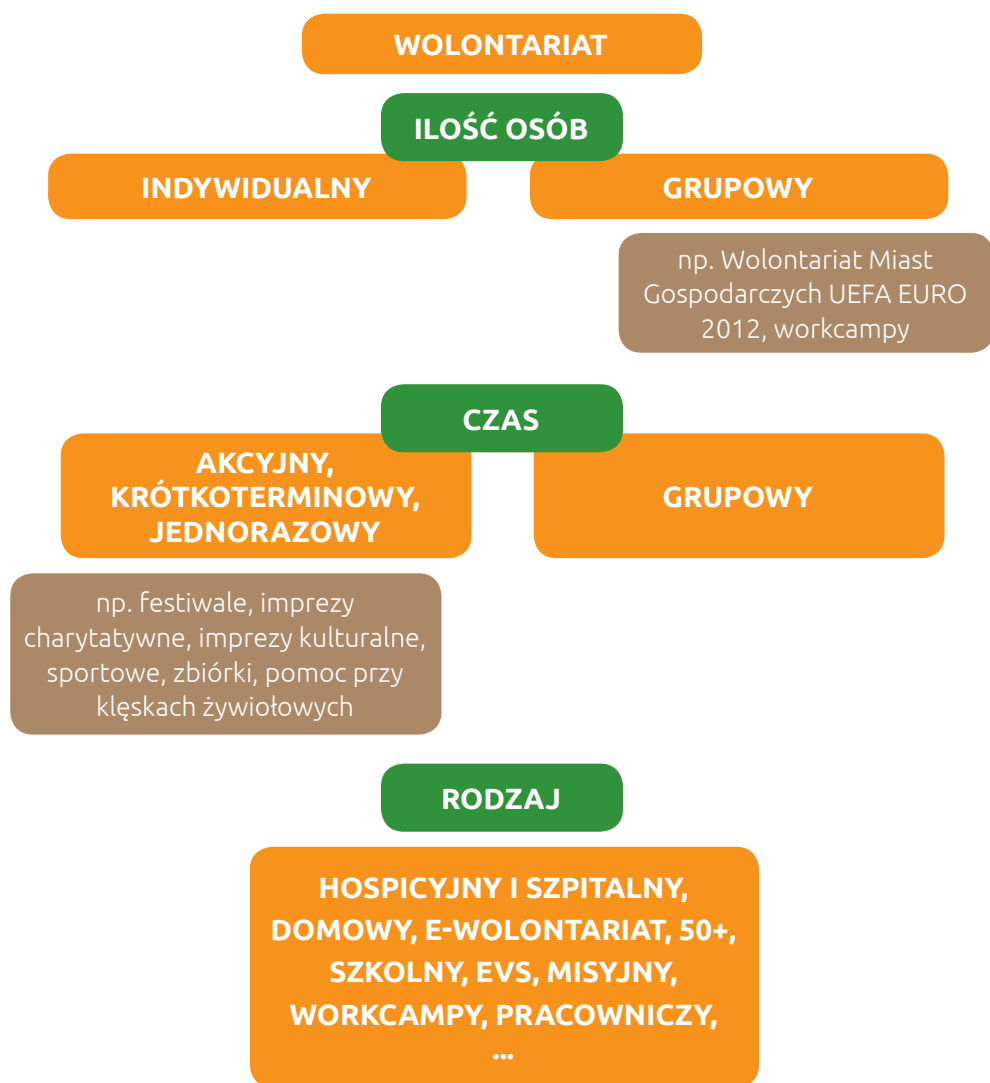 WOLONTARIAT
ILOŚĆ OSÓB
INDYWIDUALNY
GRUPOWY
np. Wolontariat Miast
Gospodarczych UEFA EURO
2012, workcampy
CZAS
AKCYJNY,
KRÓTKOTERMINOWY,
JEDNORAZOWY
GRUPOWY
np. festiwale, imprezy
charytatywne, imprezy kulturalne,
sportowe, zbiórki, pomoc przy
klęskach żywiołowych
RODZAJ
HOSPICYJNY I SZPITALNY,
DOMOWY, E-WOLONTARIAT, 50+,
SZKOLNY, EVS, MISYJNY,
WORKCAMPY, PRACOWNICZY,
...